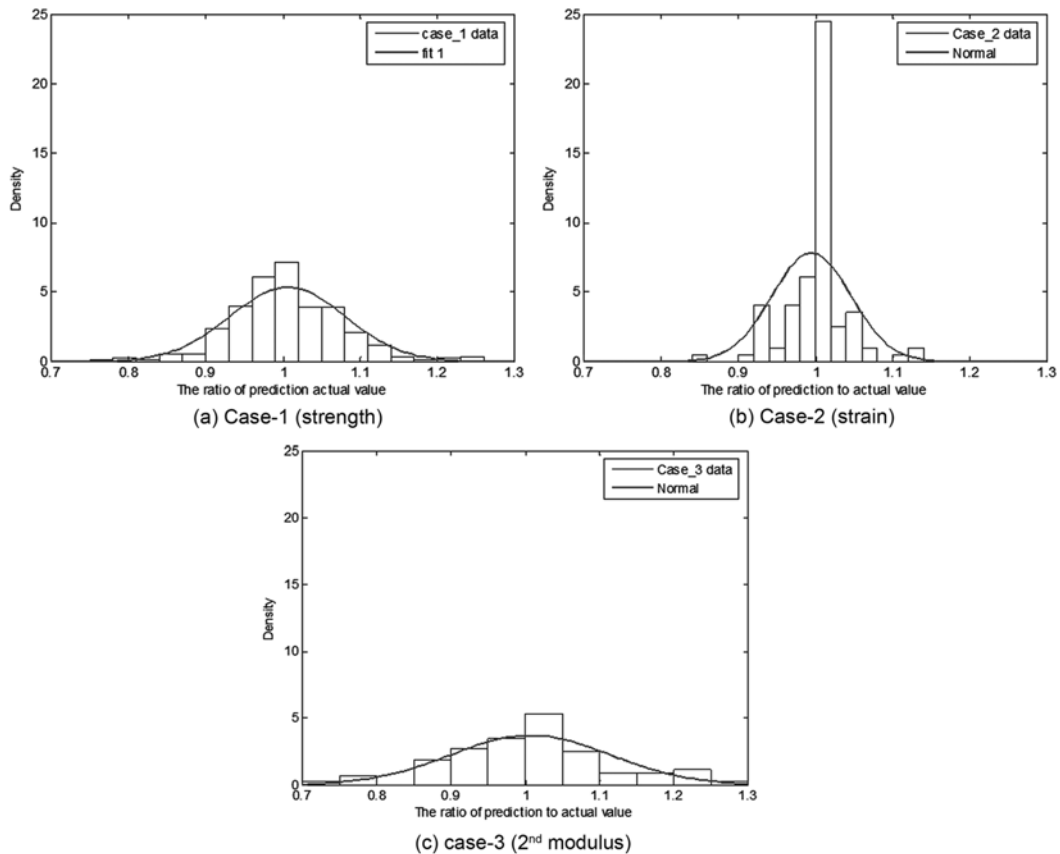 25
20
15
10
5
0
Density
case_1 data
fit 1
0.7 0.8 0.9 1 1.1 1.2 1.3
The ratio of prediction actual value
(a) Case-1 (strength)
25
20
15
10
5
0
Density
Case_2 data
Normal
0.7 0.8 0.9 1 1.1 1.2 1.3
The ratio of prediction to actual value
(b) Case-2 (strain)
25
20
15
10
5
0
Density
Case_3 data
Normal
0.7 0.8 0.9 1 1.1 1.2 1.3
The ratio of prediction to actual value
(c) case-3 (2nd modulus)